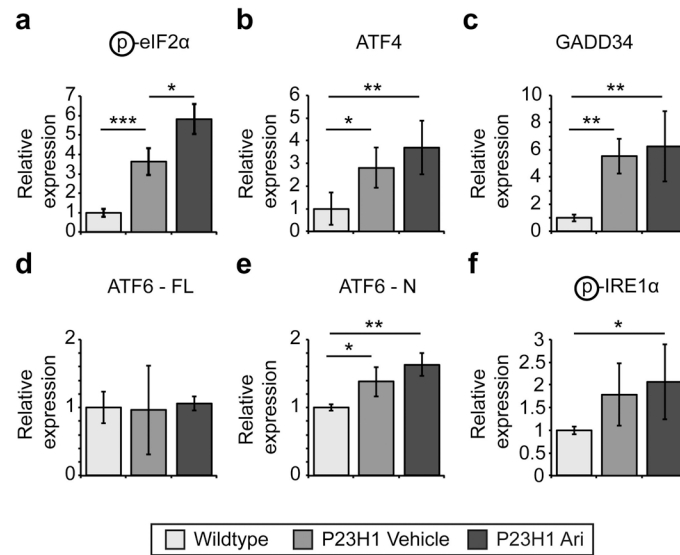 a
ⓟ-eIF2α
Relative
expression
7
6
5
4
3
2
1
0
***
*
b
ATF4
Relative
expression
6
5
4
3
2
1
0
*
**
c
GADD34
Relative
expression
10
8
6
4
2
0
**
**
d
ATF6 - FL
Relative
expression
2
1
0
e
ATF6 - N
Relative
expression
2
1
0
*
**
f
ⓟ-IRE1α
Relative
expression
3
2.5
2
1.5
1
0.5
0
*
Wildtype P23H1 Vehicle P23H1 Ari